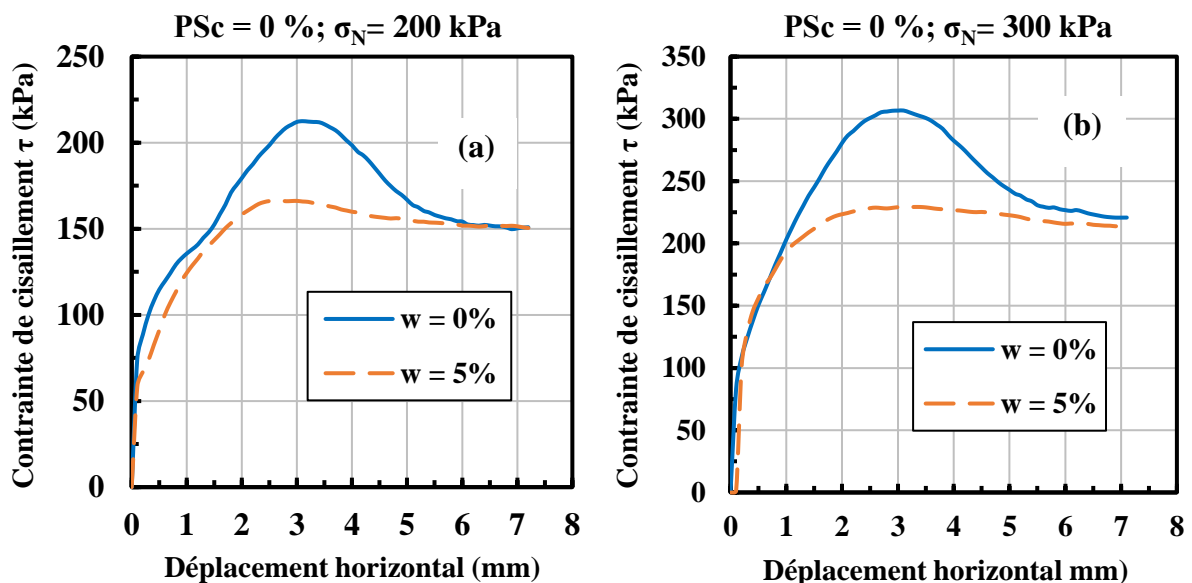 PSc = 0 %; σN= 200 kPa
Contrainte de cisaillement τ (kPa)
250
200
150
100
50
0
(a)
w = 0%
w = 5%
0 1 2 3 4 5 6 7 8
Déplacement horizontal (mm)
PSc = 0 %; σN= 300 kPa
Contrainte de cisaillement τ (kPa)
350
300
250
200
150
100
50
0
(b)
w = 0%
w = 5%
0 1 2 3 4 5 6 7 8
Déplacement horizontal mm)